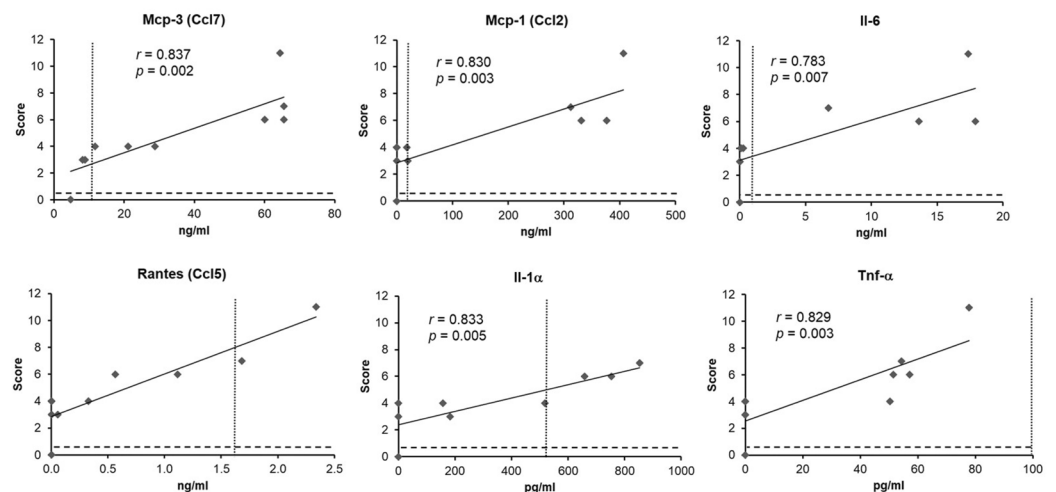 Mcp-3 (Ccl7)
12
10
8
6
4
2
0
Score
r = 0.837
p = 0.002
0
20
40
60
80
ng/ml
Mcp-1 (Ccl2)
12
10
8
6
4
2
0
Score
r = 0.830
p = 0.003
0
100
200
300
400
500
ng/ml
Il-6
12
10
8
6
4
2
0
Score
r = 0.783
p = 0.007
0
5
10
15
20
ng/ml
Rantes (Ccl5)
12
10
8
6
4
2
0
Score
0.0
0.5
1.0
1.5
2.0
2.5
ng/ml
Il-1α
12
10
8
6
4
2
0
Score
r = 0.833
p = 0.005
0
200
400
600
800
1000
pg/ml
Tnf-α
12
10
8
6
4
2
0
Score
r = 0.829
p = 0.003
0
20
40
60
80
100
pg/ml